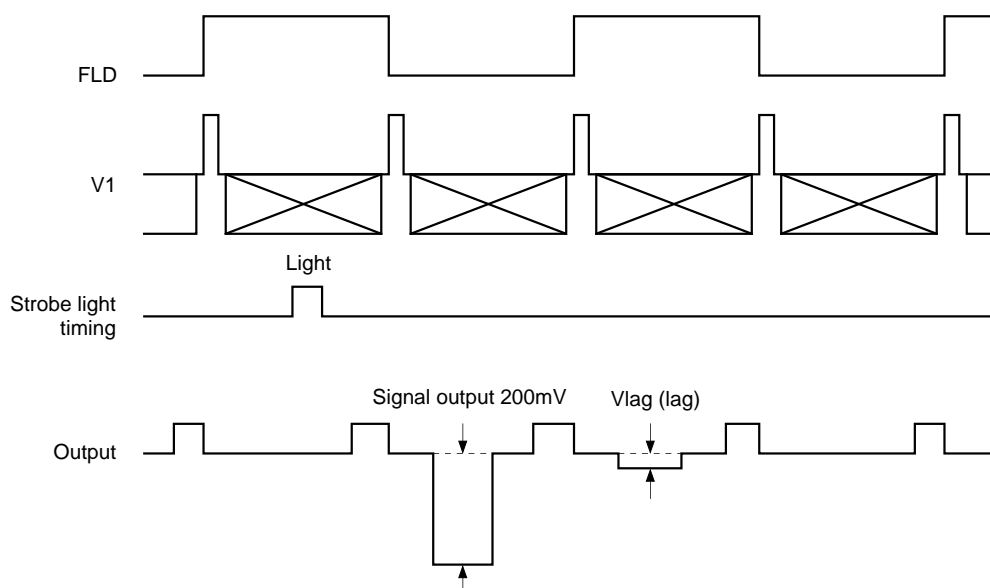 FLD
V1
Light
Strobe light
timing
Signal output 200mV
Vlag (lag)
Output